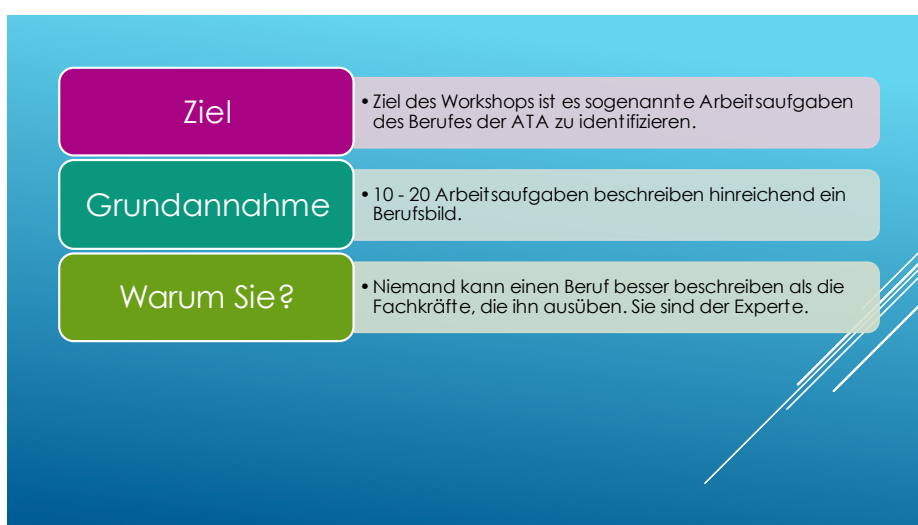 Ziel
• Ziel des Workshops ist es sogenannte Arbeitsaufgaben
des Berufes der ATA zu identifizieren.
Grundannahme
• 10 - 20 Arbeitsaufgaben beschreiben hinreichend ein
Berufsbild.
Warum Sie?
• Niemand kann einen Beruf besser beschreiben als die
Fachkräfte, die ihn ausüben. Sie sind der Experte.